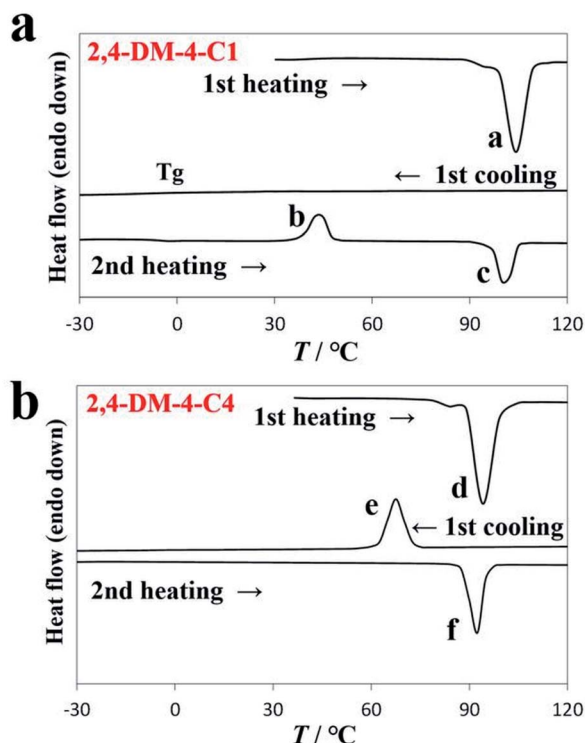 a
2,4-DM-4-C1
1st heating →
a
Tg
← 1st cooling
b
2nd heating →
c
Heat flow (endo down)
-30 0 30 60 90 120
T / °C
b
2,4-DM-4-C4
1st heating →
d
e
← 1st cooling
2nd heating →
f
Heat flow (endo down)
-30 0 30 60 90 120
T / °C